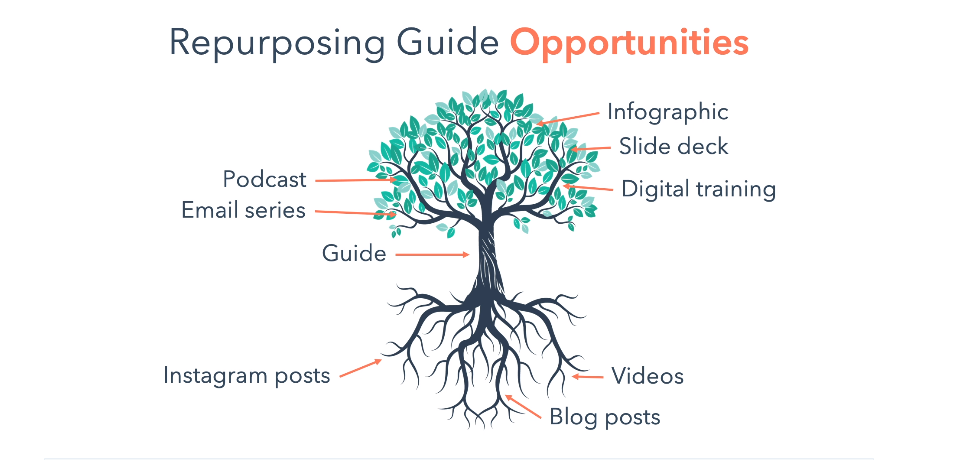 Repurposing Guide Opportunities
Infographic
Slide deck
Podcast
Digital training
Email series
Guide
Instagram posts
Videos
Blog posts